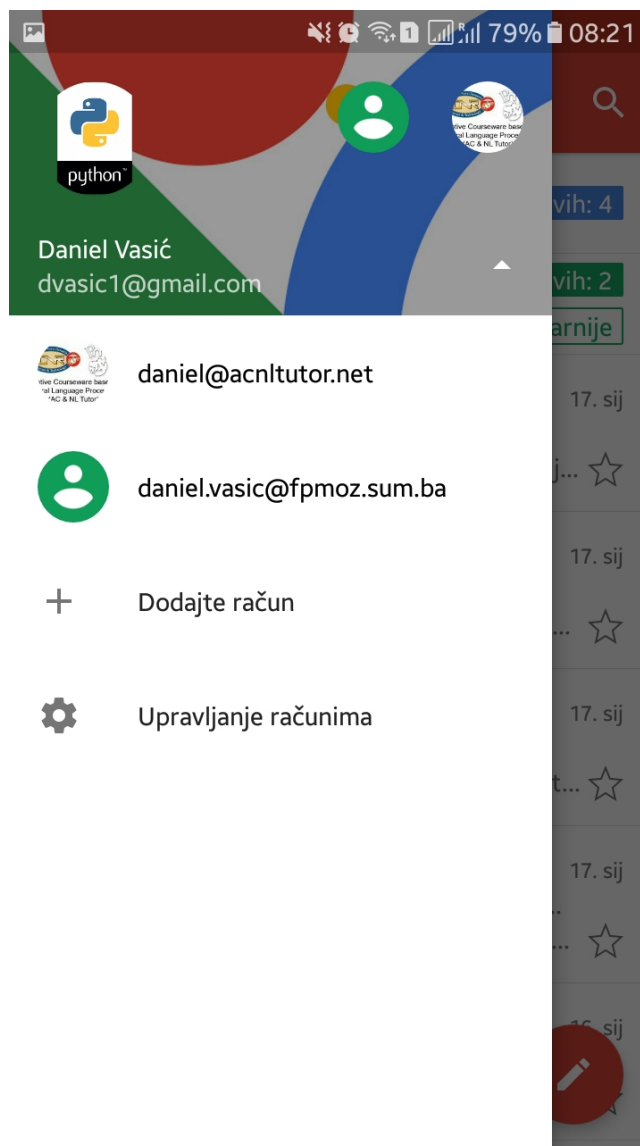 1 79% 08:21
python
Daniel Vasić
dvasic1@gmail.com
vih: 4
vih: 2
arnije
daniel@acnltutor.net
17. sij
daniel.vasic@fpmoz.sum.ba
j...
17. sij
Dodajte račun
...
Upravljanje računima
17. sij
t...
17. sij
...
16. sij